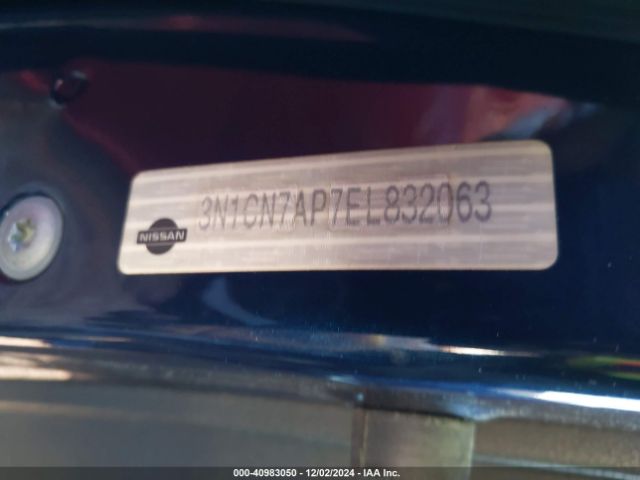 3N1CN7AP7EL832063
NISSAN
000-40983050 - 12/02/2024 - IAA Inc.